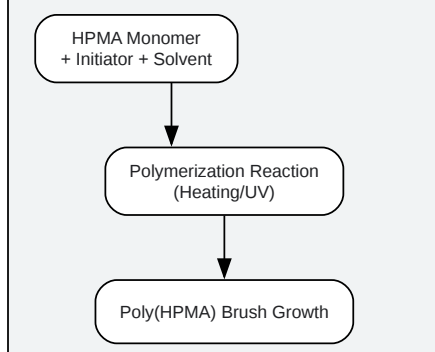 HPMA Monomer
+ Initiator + Solvent
Polymerization Reaction
(Heating/UV)
Poly(HPMA) Brush Growth